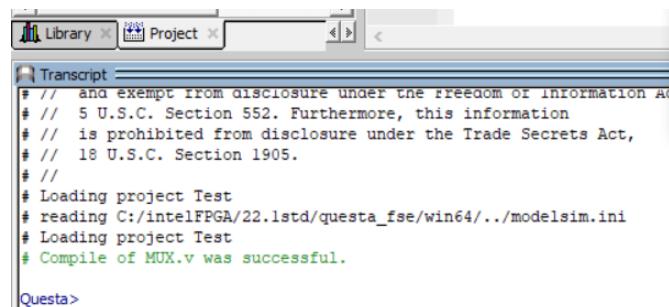 Library
Project
Transcript
# // and exempt from disclosure under the Freedom of Information Ac
# // 5 U.S.C. Section 552. Furthermore, this information
# // is prohibited from disclosure under the Trade Secrets Act,
# // 18 U.S.C. Section 1905.
# //
# Loading project Test
# reading C:/intelFPGA/22.1std/questa_fse/win64/../modelsim.ini
# Loading project Test
# Compile of MUX.v was successful.
Questa>